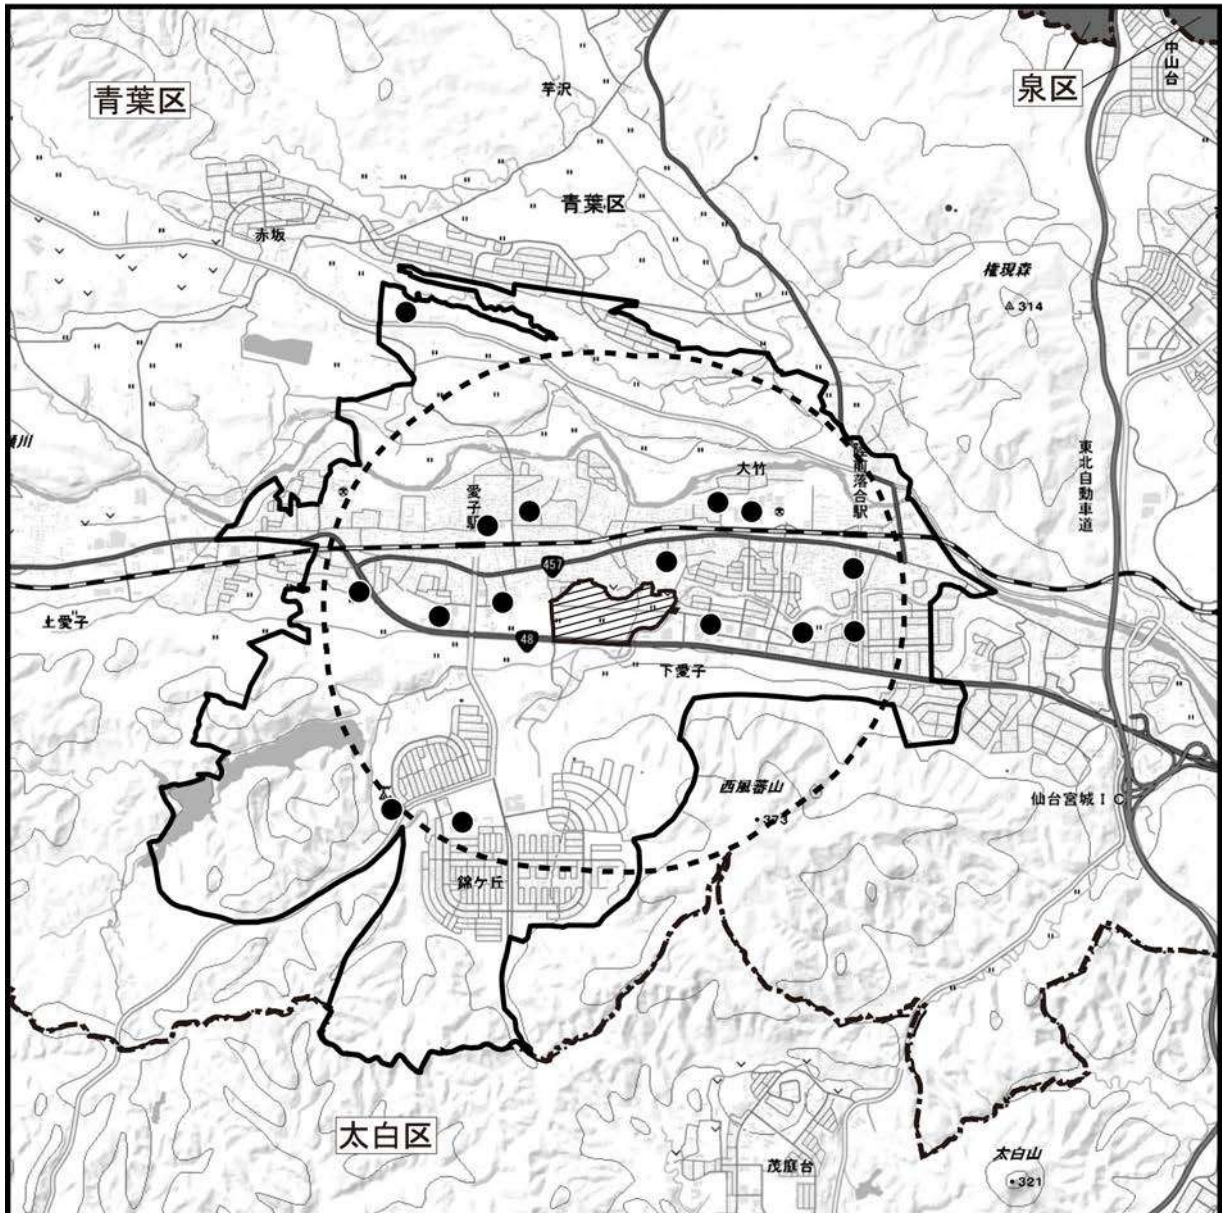 青葉区
泉区
中山台
芋沢
青葉区
赤坂
権現森
314
東北自動車道
大竹
愛子駅
陸前落合駅
457
上愛子
48
下愛子
西風蕃山
373
仙台宮城IC
錦ケ丘
太白区
茂庭台
太白山
321